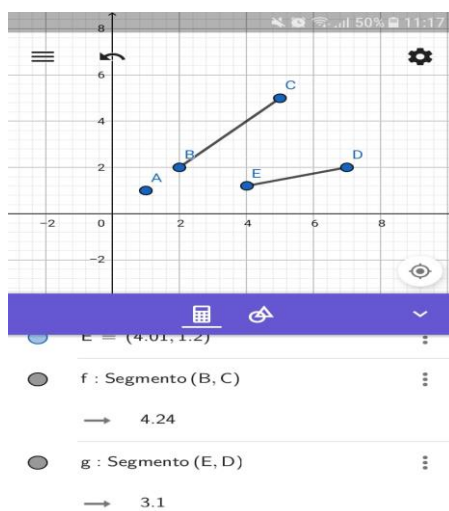 50% 11:17
8
6
C
4
B
D
2
A
E
-2
0
2
4
6
8
-2
E = (4.01, 1.2)
f : Segmento (B, C)
→ 4.24
g : Segmento (E, D)
→ 3.1